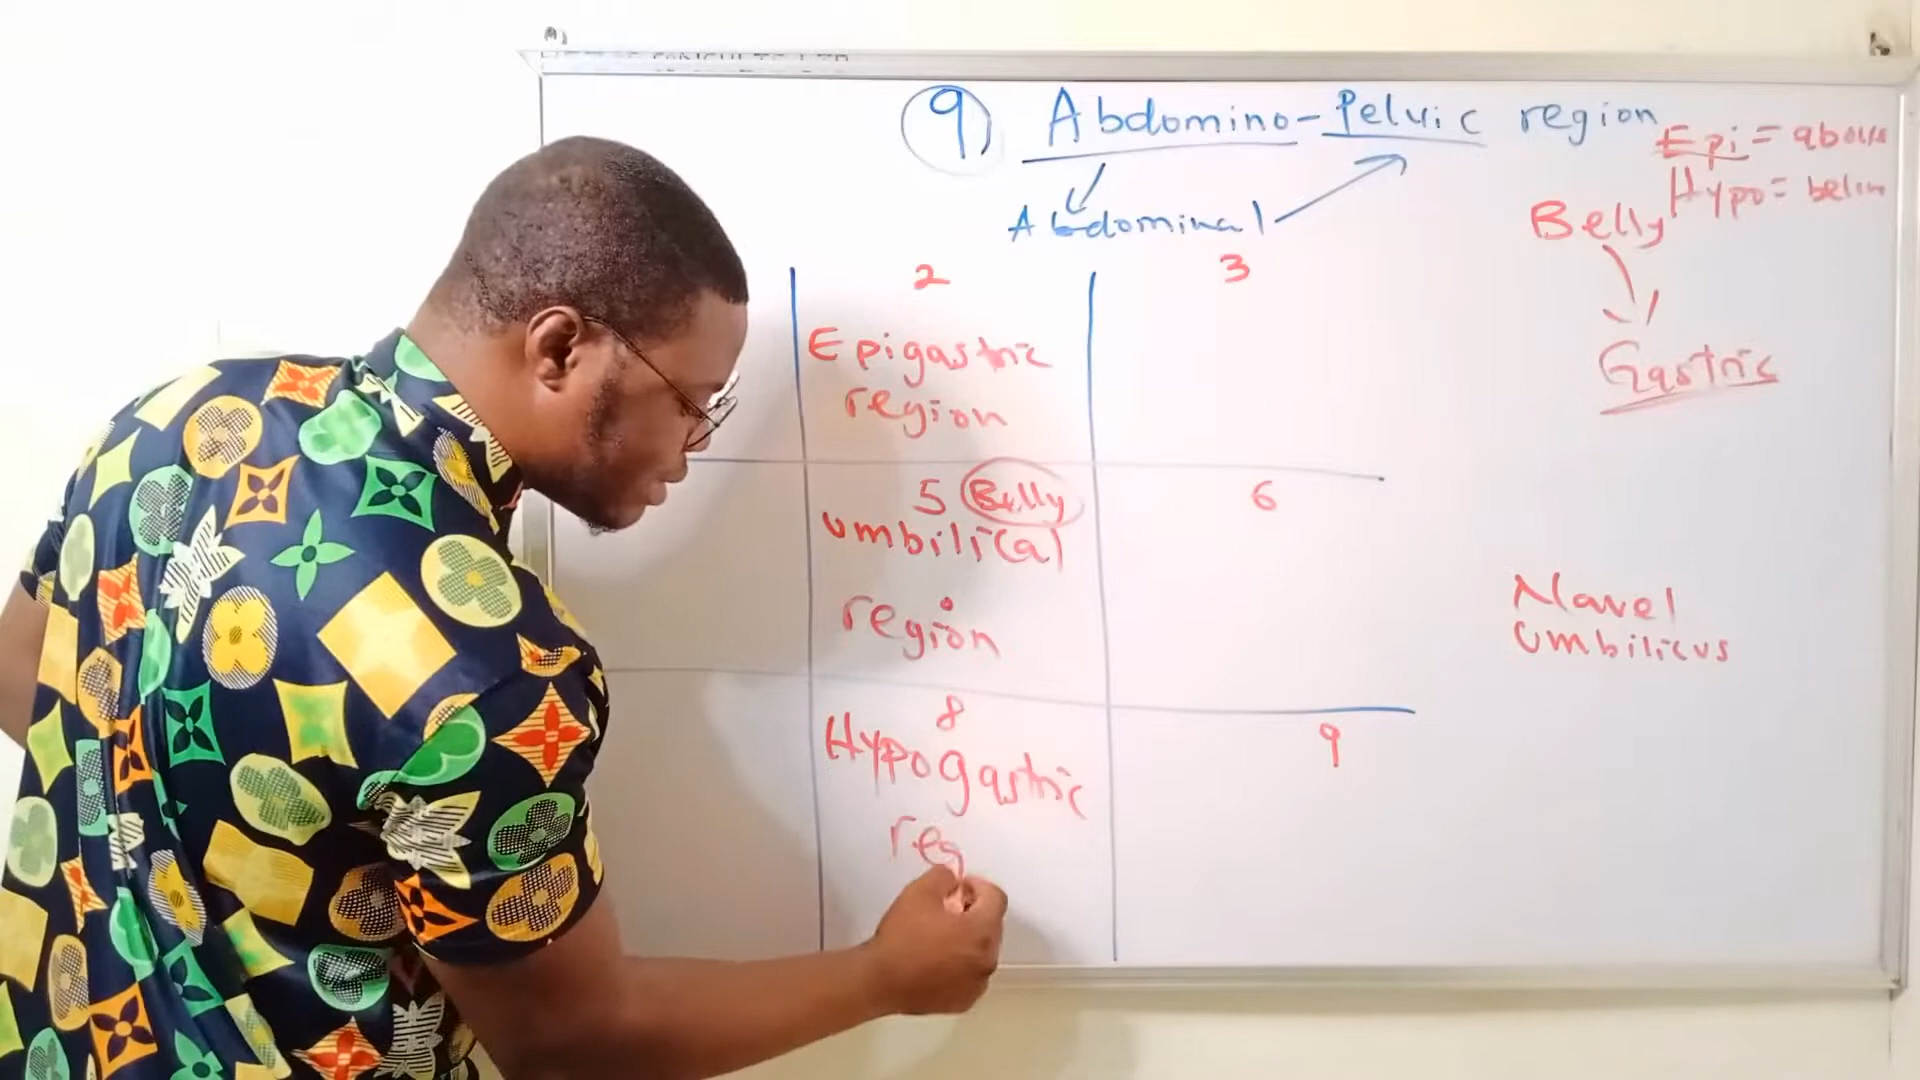 9 Abdomino-Pelvic region
Epi = above
Hypo = below
Abdominal
Belly
Gastric
2
3
Epigastric
region
5 Belly
6
umbilical
region
Navel
Umbilicus
8
9
Hypogastric
reg